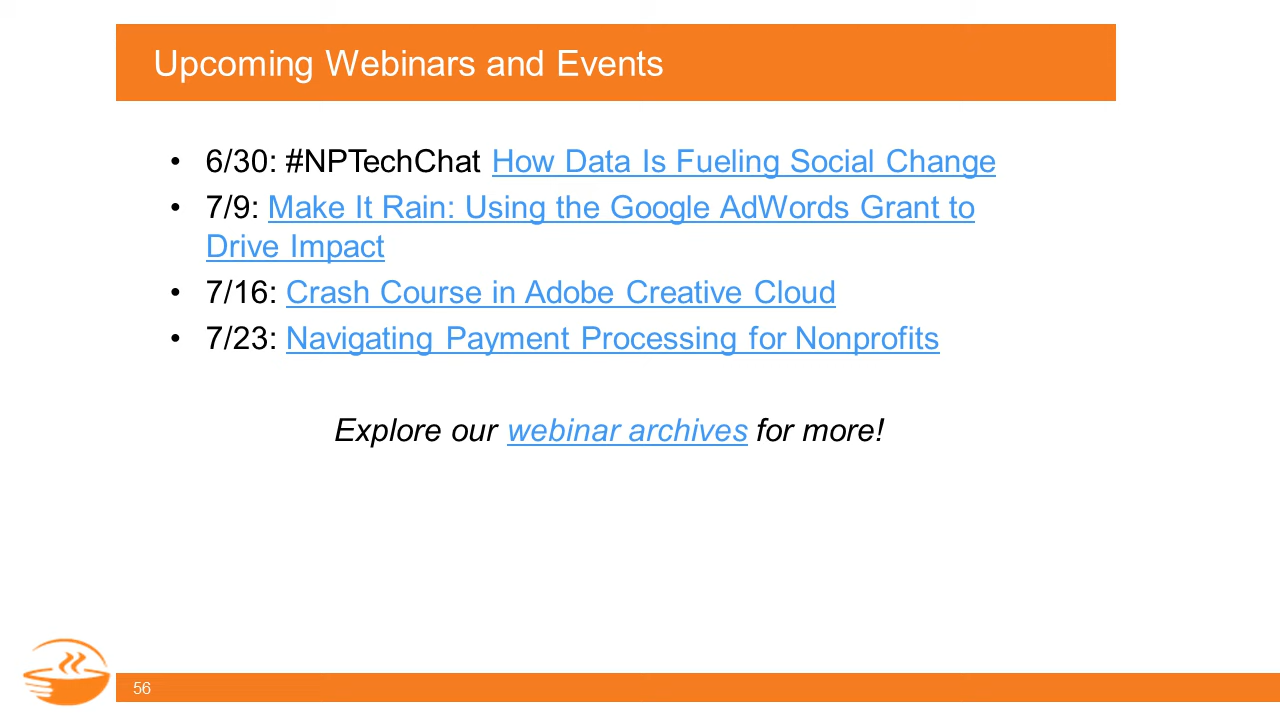 Upcoming Webinars and Events
• 6/30: #NPTechChat How Data Is Fueling Social Change
• 7/9: Make It Rain: Using the Google AdWords Grant to
Drive Impact
• 7/16: Crash Course in Adobe Creative Cloud
• 7/23: Navigating Payment Processing for Nonprofits
Explore our webinar archives for more!
56